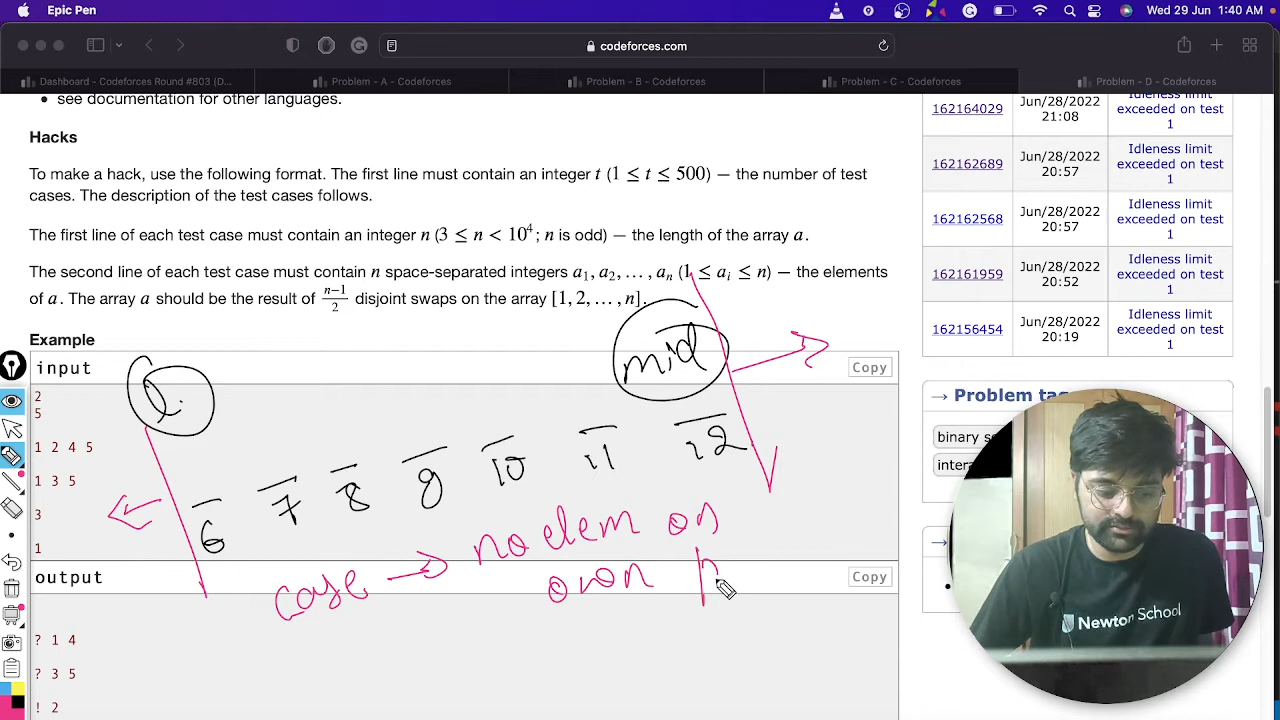 Epic Pen
Wed 29 Jun 1:40 AM
codeforces.com
Dashboard - Codeforces Round #803 (D...
Problem - A - Codeforces
Problem - B - Codeforces
Problem - C - Codeforces
Problem - D - Codeforces
see documentation for other languages.
Hacks
To make a hack, use the following format. The first line must contain an integer t (1 ≤ t ≤ 500) — the number of test
cases. The description of the test cases follows.
The first line of each test case must contain an integer n (3 ≤ n < 10^4; n is odd) — the length of the array a.
The second line of each test case must contain n space-separated integers a1, a2, …, an (1 ≤ ai ≤ n) — the elements
of a. The array a should be the result of (n−1)/2 disjoint swaps on the array [1, 2, …, n].
Example
input
Copy
2
5
1 2 4 5
1 3 5
3
1
output
Copy
? 1 4
? 3 5
! 2
l
mid
6 7 8 9 10 11 12
case → no elem on
own
162164029
Jun/28/2022
21:08
Idleness limit
exceeded on test
1
162162689
Jun/28/2022
20:57
Idleness limit
exceeded on test
1
162162568
Jun/28/2022
20:57
Idleness limit
exceeded on test
1
162161959
Jun/28/2022
20:52
Idleness limit
exceeded on test
1
162156454
Jun/28/2022
20:19
Idleness limit
exceeded on test
1
→ Problem
binary
Newton School